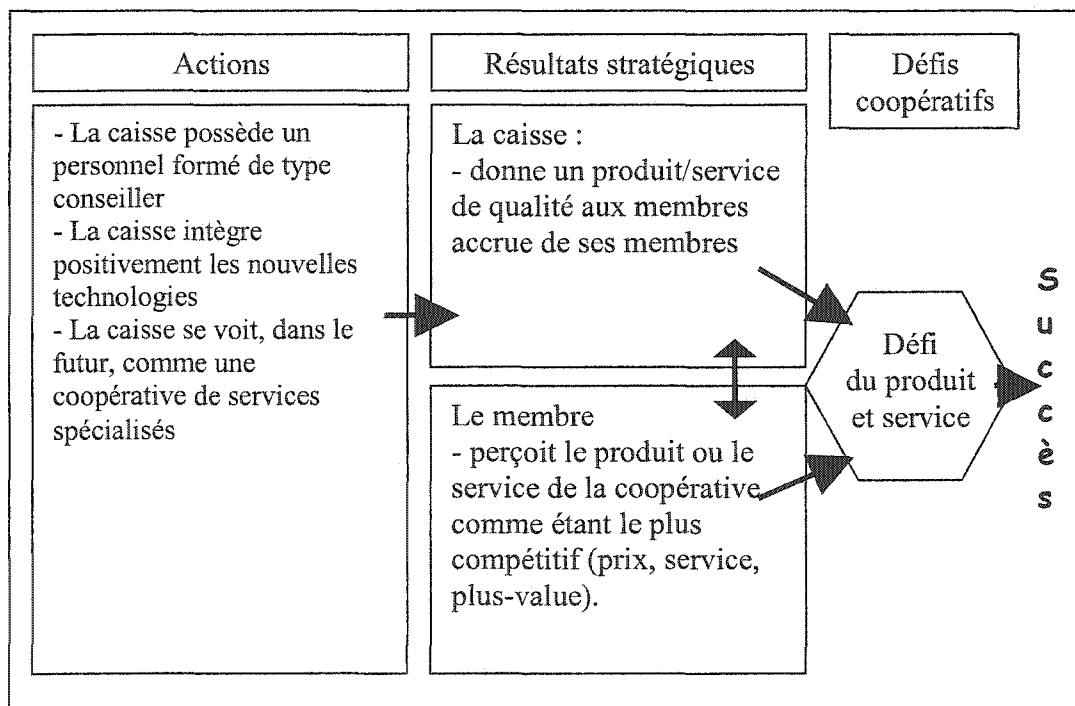 Actions
- La caisse possède un
personnel formé de type
conseiller
- La caisse intègre
positivement les nouvelles
technologies
- La caisse se voit, dans le
futur, comme une
coopérative de services
spécialisés
Résultats stratégiques
La caisse :
- donne un produit/service
de qualité aux membres
accrue de ses membres
Le membre
- perçoit le produit ou le
service de la coopérative
comme étant le plus
compétitif (prix, service,
plus-value).
Défis
coopératifs
Défi
du produit
et service
Succès